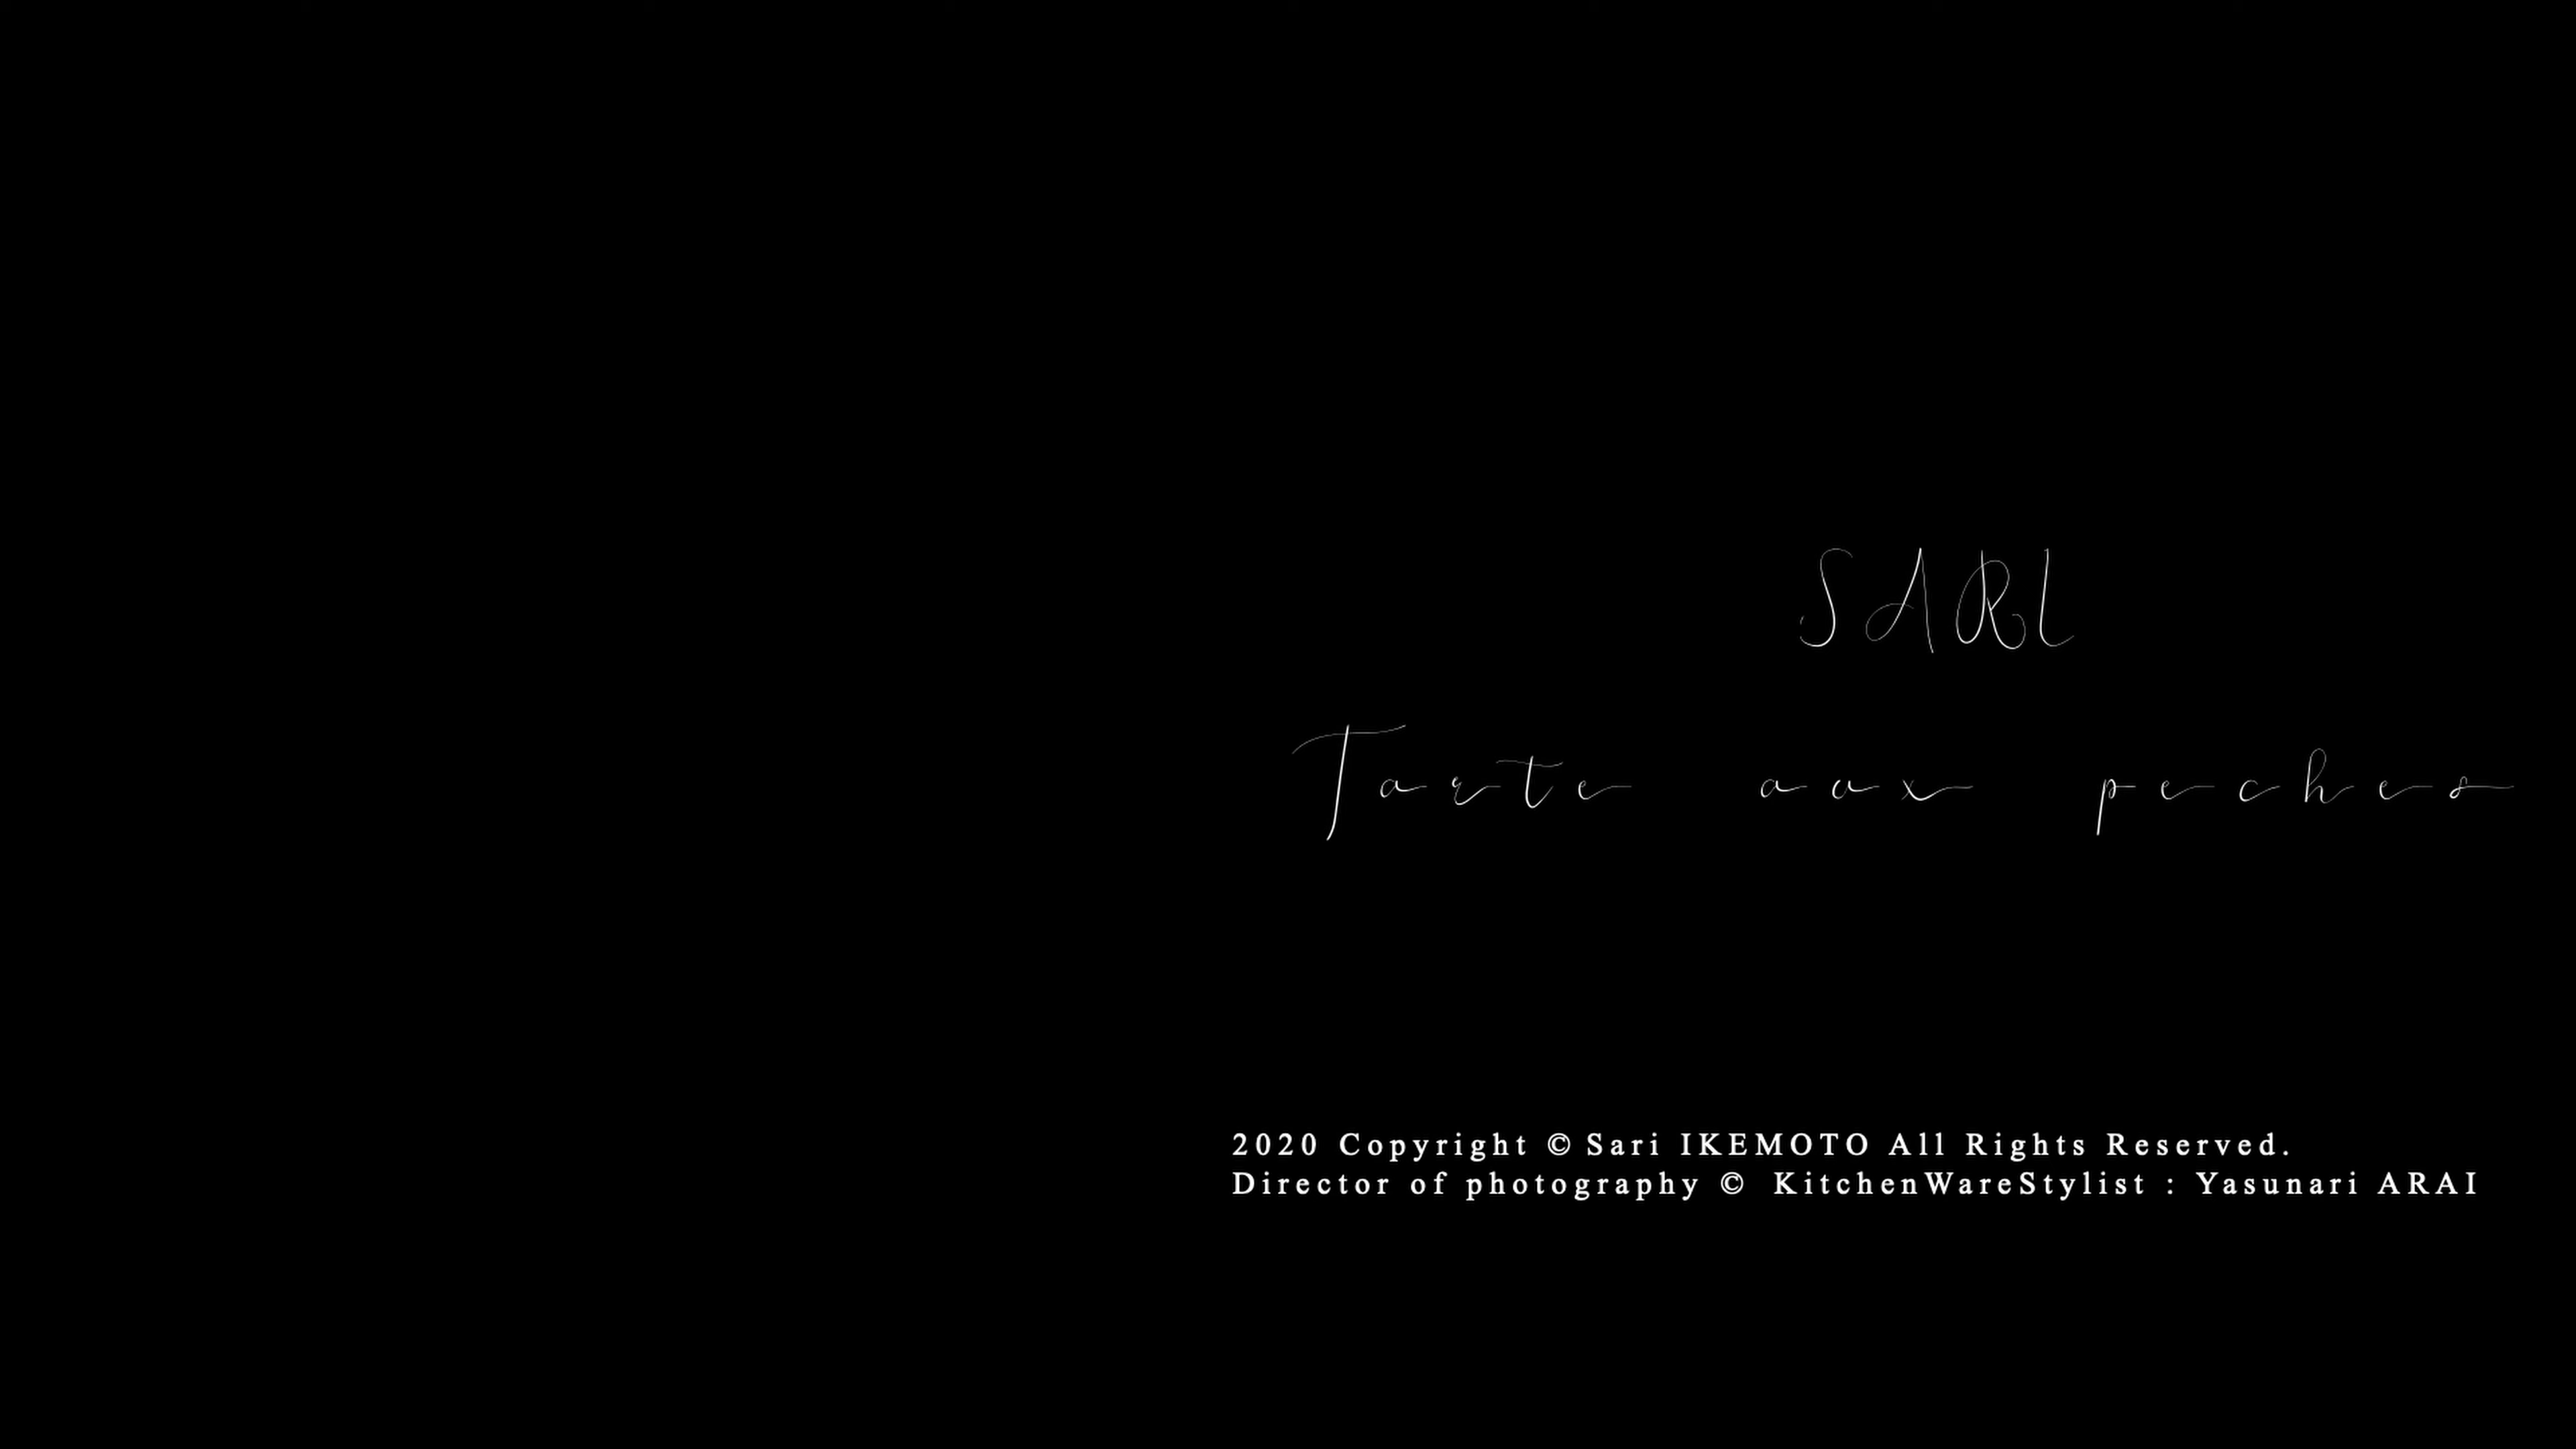 SARI
Tarte aux peches
2020 Copyright © Sari IKEMOTO All Rights Reserved.
Director of photography © KitchenWareStylist : Yasunari ARAI